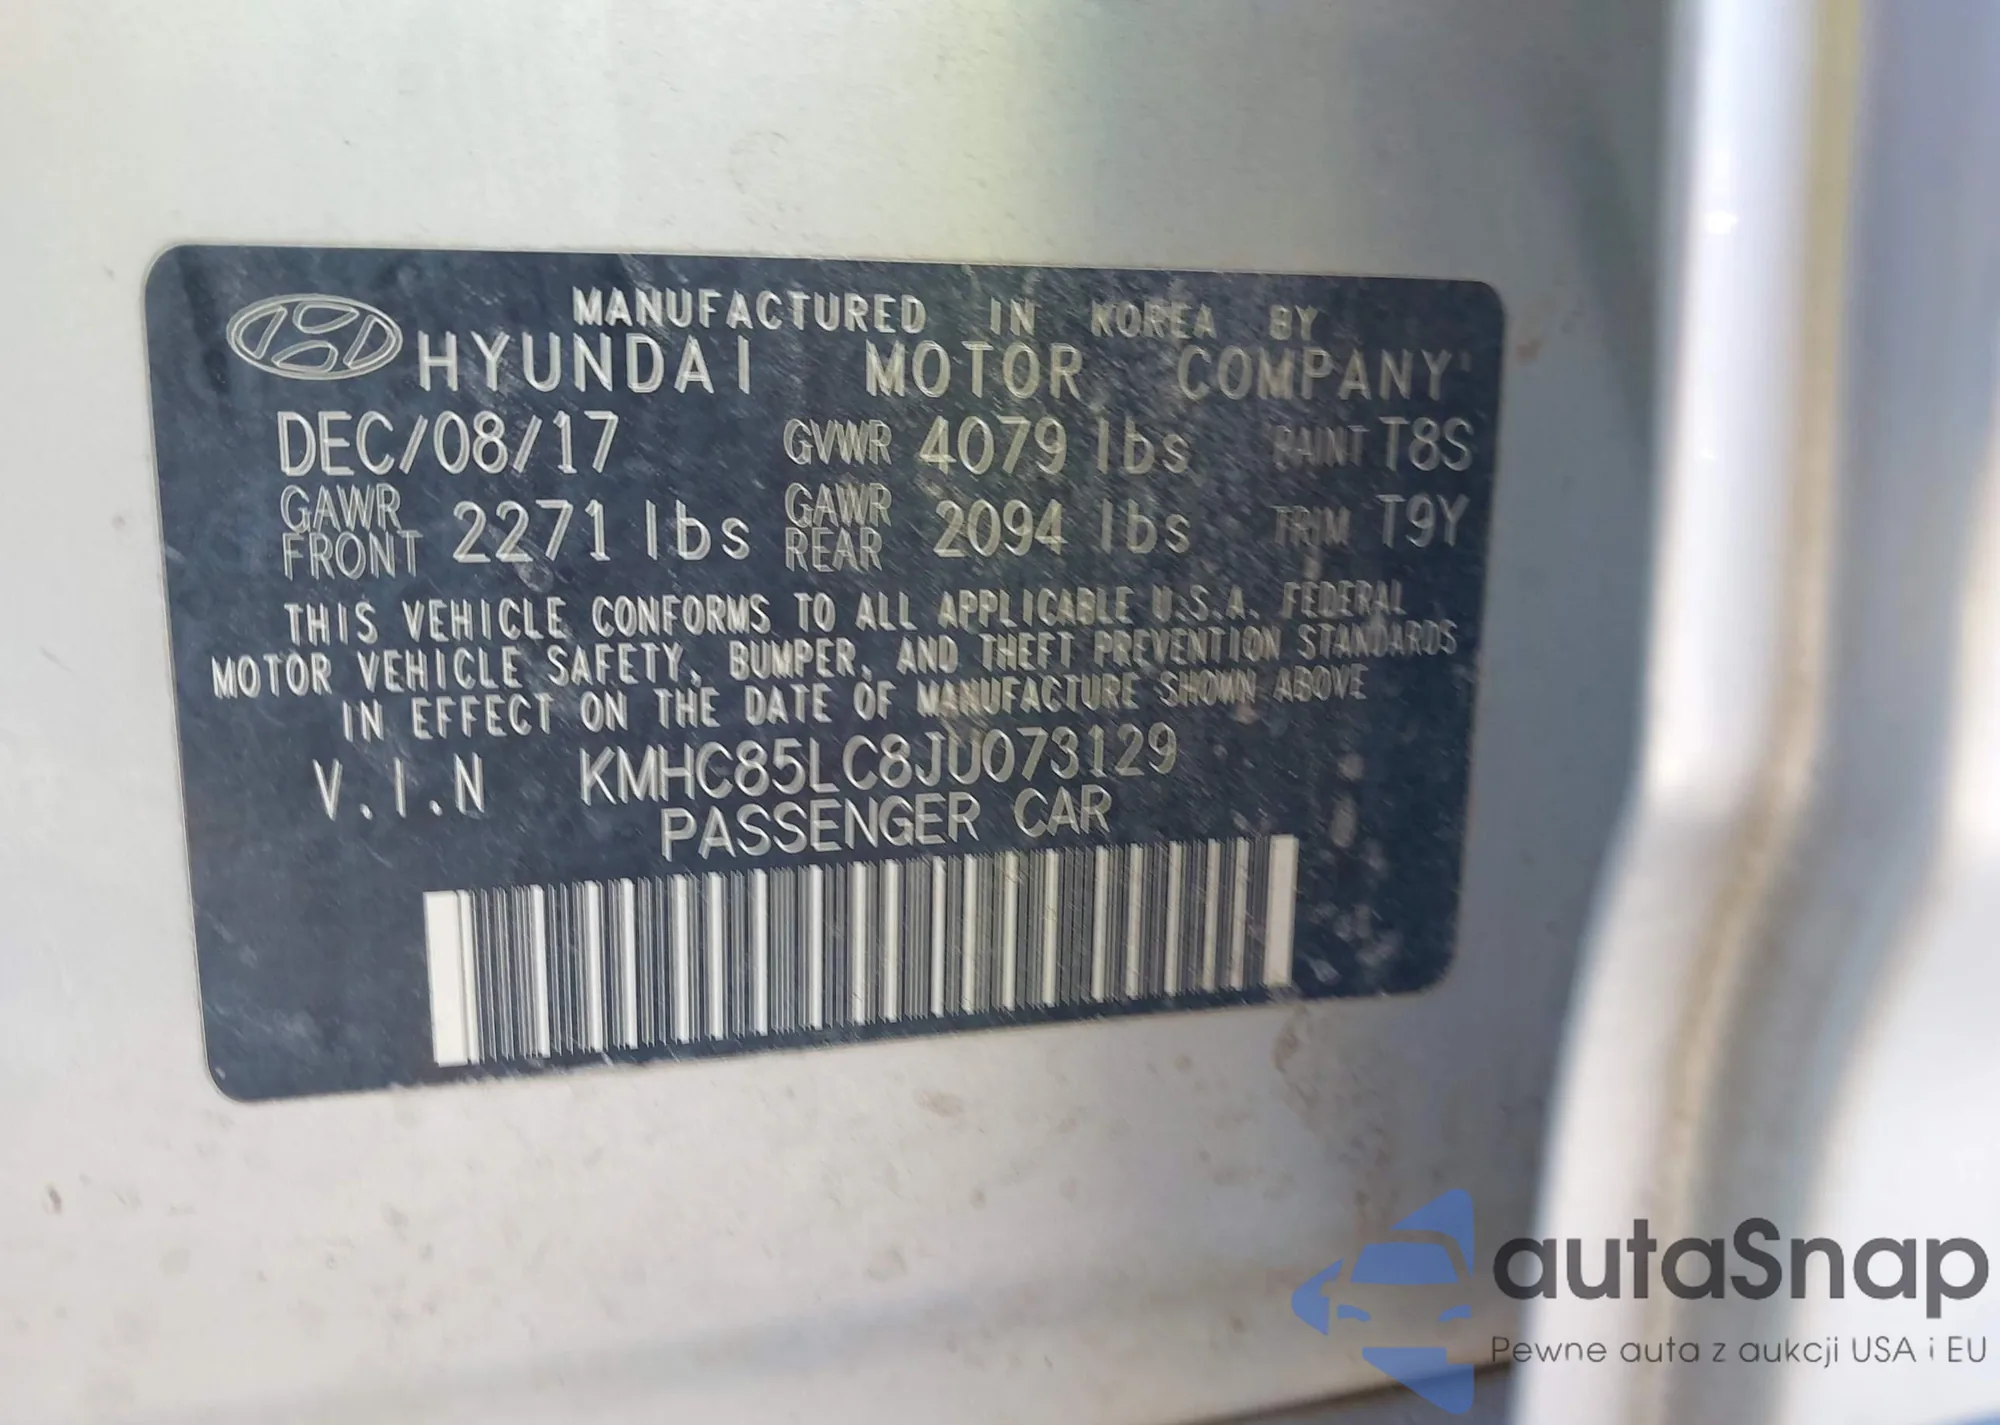 MANUFACTURED IN KOREA BY
HYUNDAI MOTOR COMPANY
DEC/08/17 GVWR 4079 lbs PAINT T8S
GAWR FRONT 2271 lbs GAWR REAR 2094 lbs TRIM T9Y
THIS VEHICLE CONFORMS TO ALL APPLICABLE U.S.A. FEDERAL
MOTOR VEHICLE SAFETY, BUMPER, AND THEFT PREVENTION STANDARDS
IN EFFECT ON THE DATE OF MANUFACTURE SHOWN ABOVE
V.I.N KMHC85LC8JU073129
PASSENGER CAR
autaSnap
Pewne auta z aukcji USA i EU